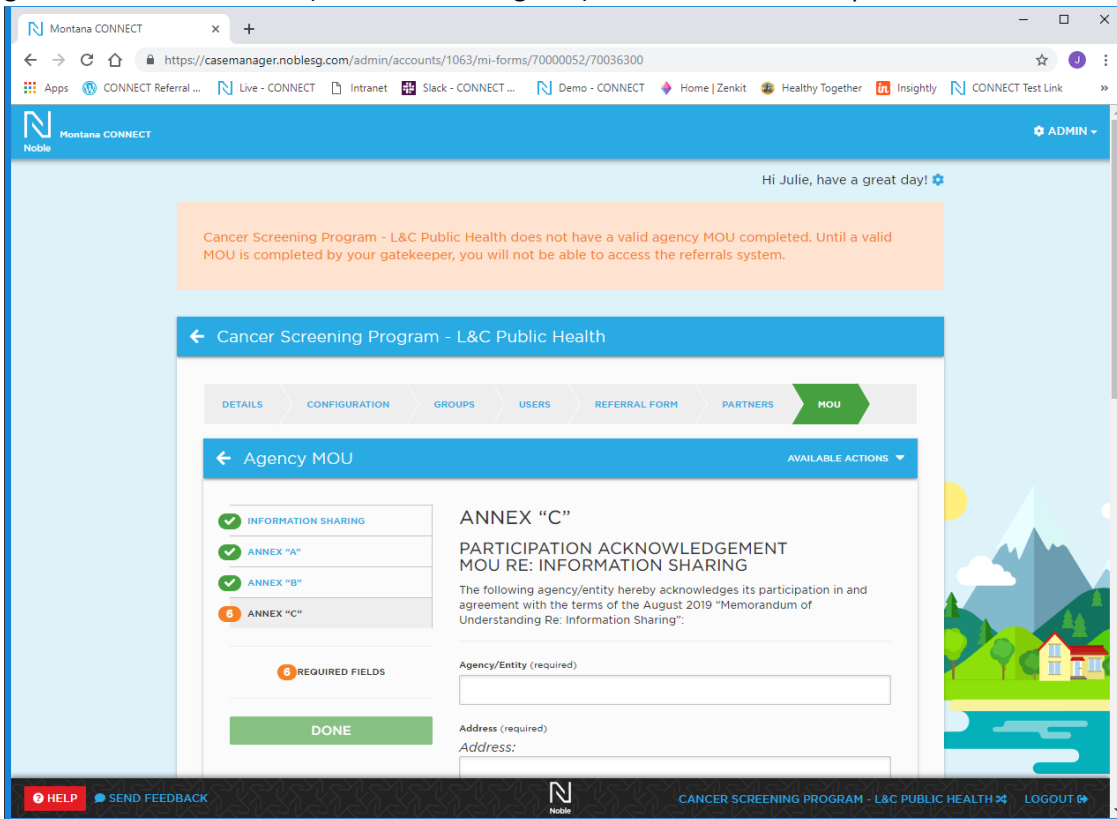 Montana CONNECT
https://casemanager.noblesg.com/admin/accounts/1063/mi-forms/70000052/70036300
J
Apps CONNECT Referral ... Live - CONNECT Intranet Slack - CONNECT ... Demo - CONNECT Home | Zenkit Healthy Together in Insightly CONNECT Test Link »
Noble Montana CONNECT ADMIN
Hi Julie, have a great day!
Cancer Screening Program - L&C Public Health does not have a valid agency MOU completed. Until a valid
MOU is completed by your gatekeeper, you will not be able to access the referrals system.
Cancer Screening Program - L&C Public Health
DETAILS CONFIGURATION GROUPS USERS REFERRAL FORM PARTNERS MOU
Agency MOU AVAILABLE ACTIONS
INFORMATION SHARING
ANNEX "A"
ANNEX "B"
6 ANNEX "C"
6 REQUIRED FIELDS
DONE
ANNEX “C”
PARTICIPATION ACKNOWLEDGEMENT
MOU RE: INFORMATION SHARING
The following agency/entity hereby acknowledges its participation in and
agreement with the terms of the August 2019 "Memorandum of
Understanding Re: Information Sharing":
Agency/Entity (required)
Address (required)
Address:
HELP SEND FEEDBACK Noble CANCER SCREENING PROGRAM - L&C PUBLIC HEALTH LOGOUT